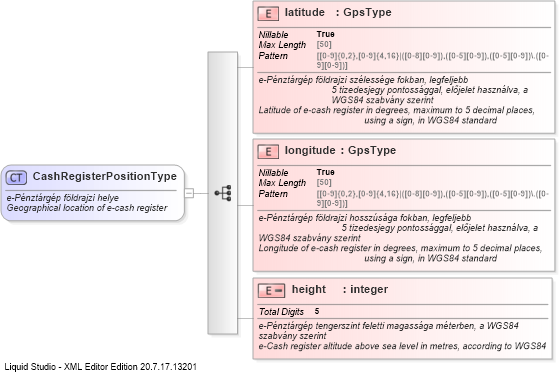 E latitude : GpsType
Nillable True
Max Length [50]
Pattern [[0-9]{0,2},[0-9]{4,16}|([0-8][0-9]),([0-5][0-9]),([0-5][0-9])\.([0-
9][0-9])]
e-Pénztárgép földrajzi szélessége fokban, legfeljebb
5 tizedesjegy pontossággal, előjelet használva, a
WGS84 szabvány szerint
Latitude of e-cash register in degrees, maximum to 5 decimal places,
using a sign, in WGS84 standard
E longitude : GpsType
Nillable True
Max Length [50]
Pattern [[0-9]{0,2},[0-9]{4,16}|([0-8][0-9]),([0-5][0-9]),([0-5][0-9])\.([0-
9][0-9])]
e-Pénztárgép földrajzi hosszúsága fokban, legfeljebb
5 tizedesjegy pontossággal, előjelet használva, a
WGS84 szabvány szerint
Longitude of e-cash register in degrees, maximum to 5 decimal places,
using a sign, in WGS84 standard
CT CashRegisterPositionType
e-Pénztárgép földrajzi helye
Geographical location of e-cash register
E height : integer
Total Digits 5
e-Pénztárgép tengerszint feletti magassága méterben, a WGS84
szabvány szerint
e-Cash register altitude above sea level in metres, according to WGS84
Liquid Studio - XML Editor Edition 20.7.17.13201